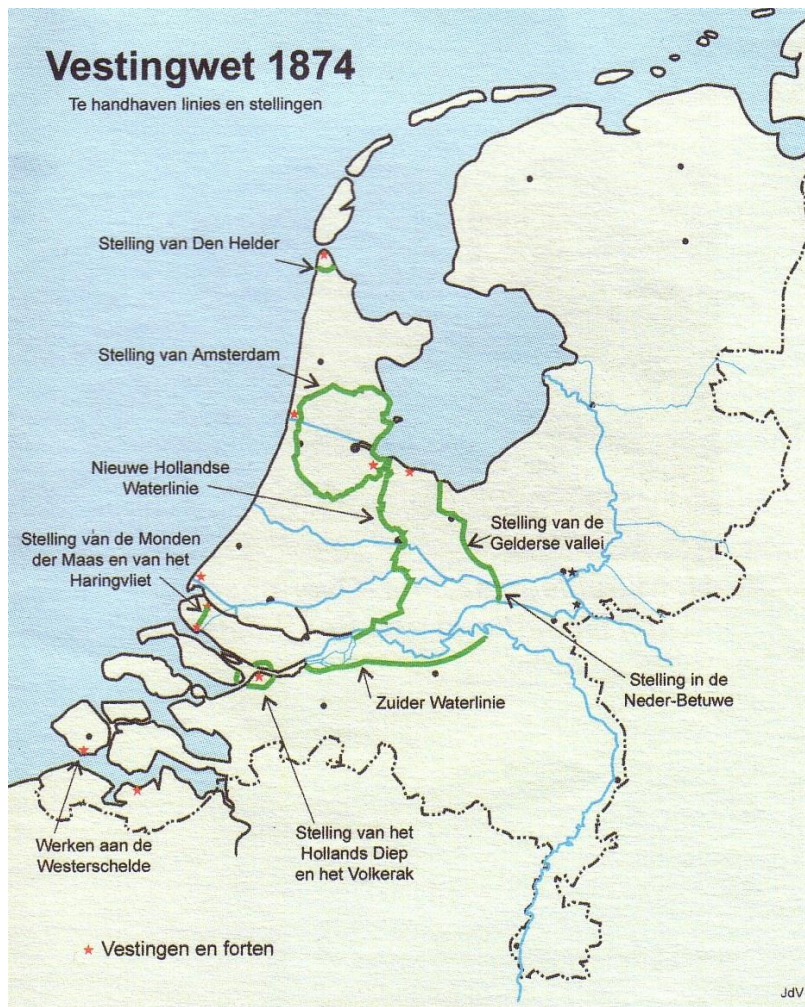 Vestingwet 1874
Te handhaven linies en stellingen
Stelling van Den Helder
Stelling van Amsterdam
Nieuwe Hollandse
Waterlinie
Stelling van de Monden
der Maas en van het
Haringvliet
Stelling van de
Gelderse vallei
Stelling in de
Neder-Betuwe
Zuider Waterlinie
Werken aan de
Westerschelde
Stelling van het
Hollands Diep
en het Volkerak
Vestingen en forten
JdV